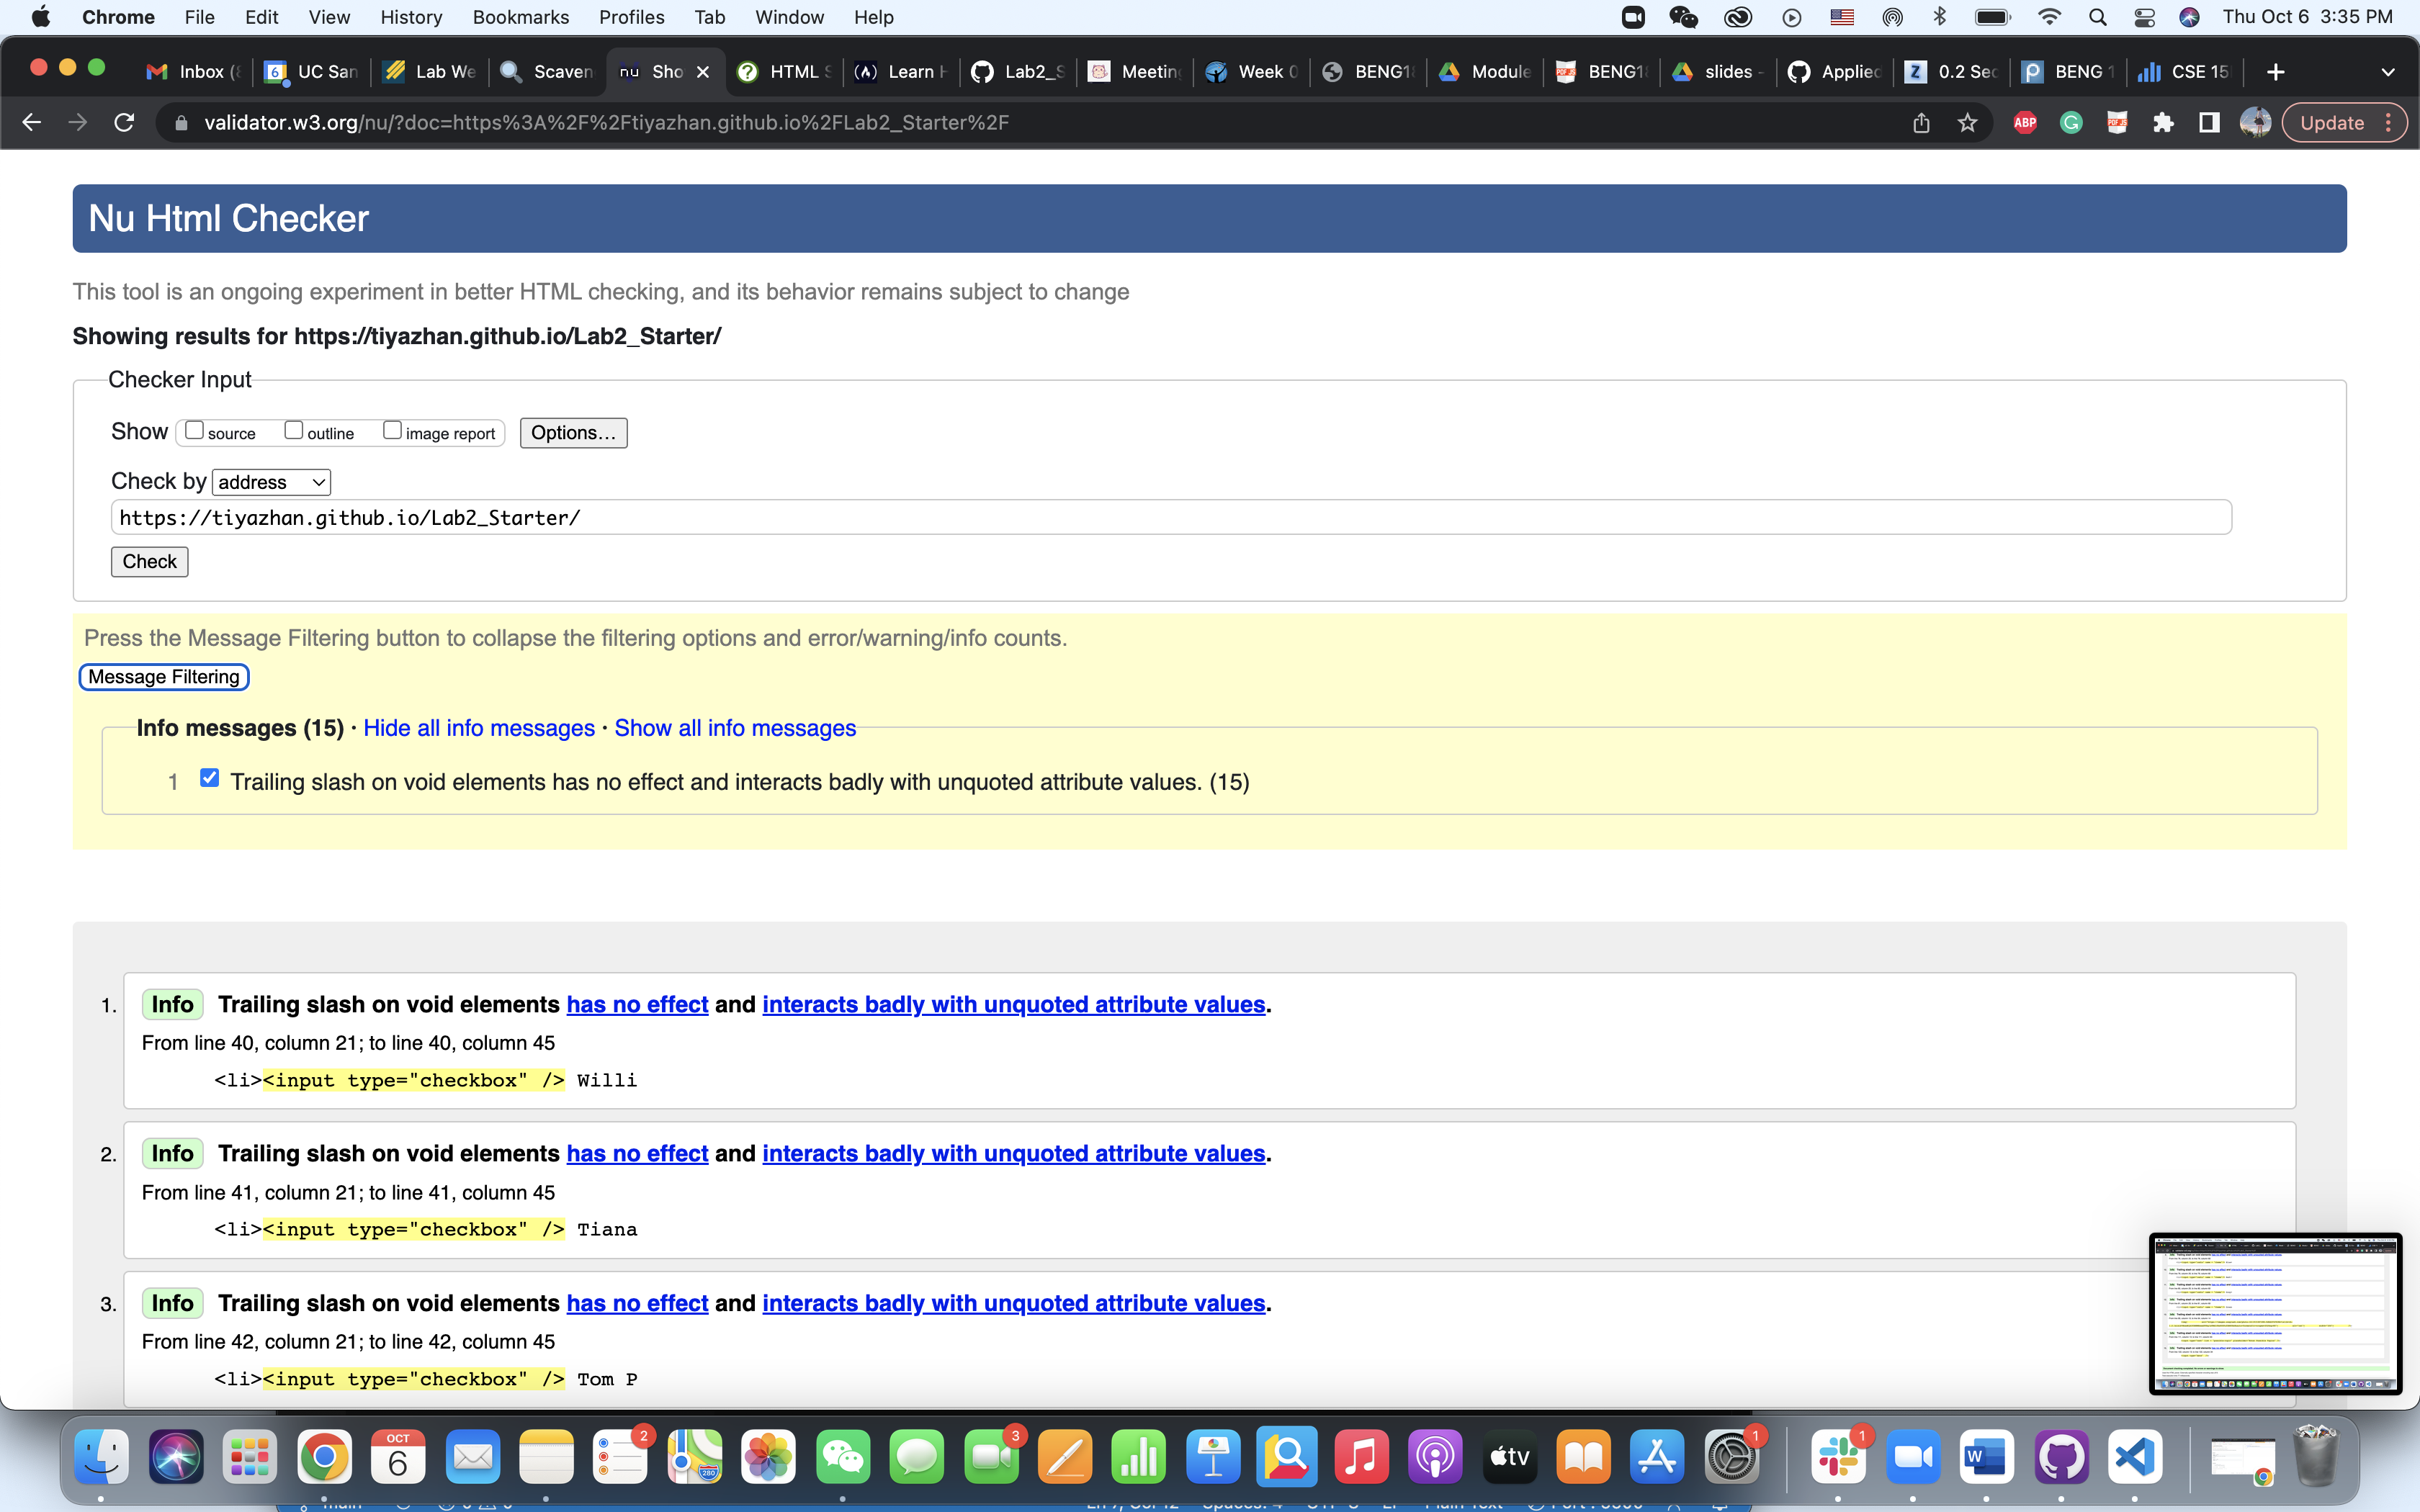 Chrome File Edit View History Bookmarks Profiles Tab Window Help Thu Oct 6 3:35 PM
Inbox (8 6 UC San Lab We Scaven nu Sho HTML S Learn H Lab2_S Meeting Week 0 BENG1 Module BENG1 slides - Applied Z 0.2 Sec BENG 1 CSE 15
validator.w3.org/nu/?doc=https%3A%2F%2Ftiyazhan.github.io%2FLab2_Starter%2F ABP Update
Nu Html Checker
This tool is an ongoing experiment in better HTML checking, and its behavior remains subject to change
Showing results for https://tiyazhan.github.io/Lab2_Starter/
Checker Input
Show source outline image report Options...
Check by address
https://tiyazhan.github.io/Lab2_Starter/
Check
Press the Message Filtering button to collapse the filtering options and error/warning/info counts.
Message Filtering
Info messages (15) · Hide all info messages · Show all info messages
1 Trailing slash on void elements has no effect and interacts badly with unquoted attribute values. (15)
1. Info Trailing slash on void elements has no effect and interacts badly with unquoted attribute values.
From line 40, column 21; to line 40, column 45
<li><input type="checkbox" /> Willi
2. Info Trailing slash on void elements has no effect and interacts badly with unquoted attribute values.
From line 41, column 21; to line 41, column 45
<li><input type="checkbox" /> Tiana
3. Info Trailing slash on void elements has no effect and interacts badly with unquoted attribute values.
From line 42, column 21; to line 42, column 45
<li><input type="checkbox" /> Tom P
OCT
6 2 280 3 tv 1 1 W